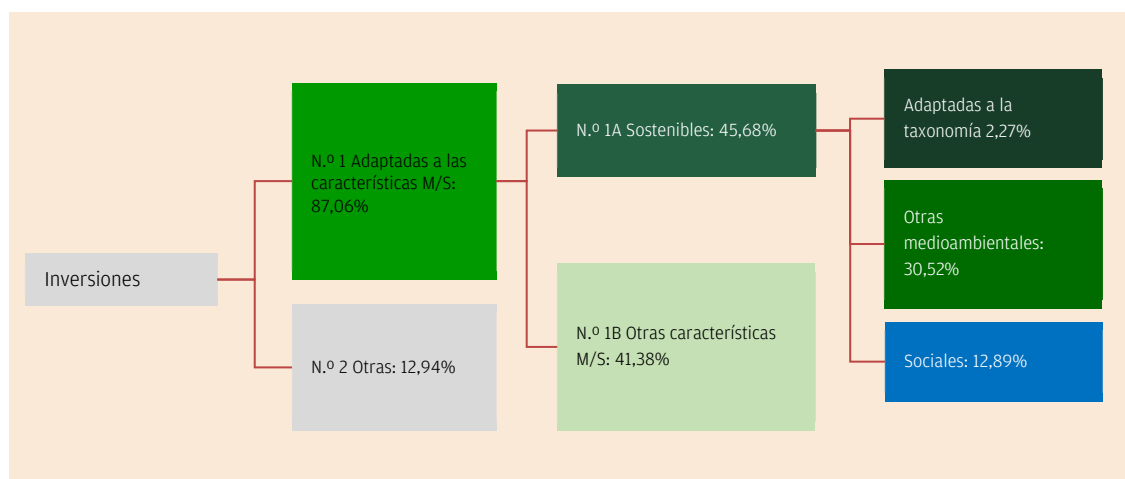 Inversiones
N.º 1 Adaptadas a las
características M/S:
87,06%
N.º 2 Otras: 12,94%
N.º 1A Sostenibles: 45,68%
N.º 1B Otras características
M/S: 41,38%
Adaptadas a la
taxonomía 2,27%
Otras
medioambientales:
30,52%
Sociales: 12,89%